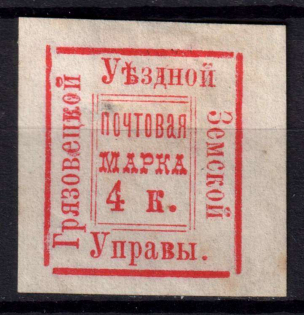 Грязовецкой
Уѣздной
Земской
Управы.
ПОЧТОВАЯ
МАРКА
4 К.